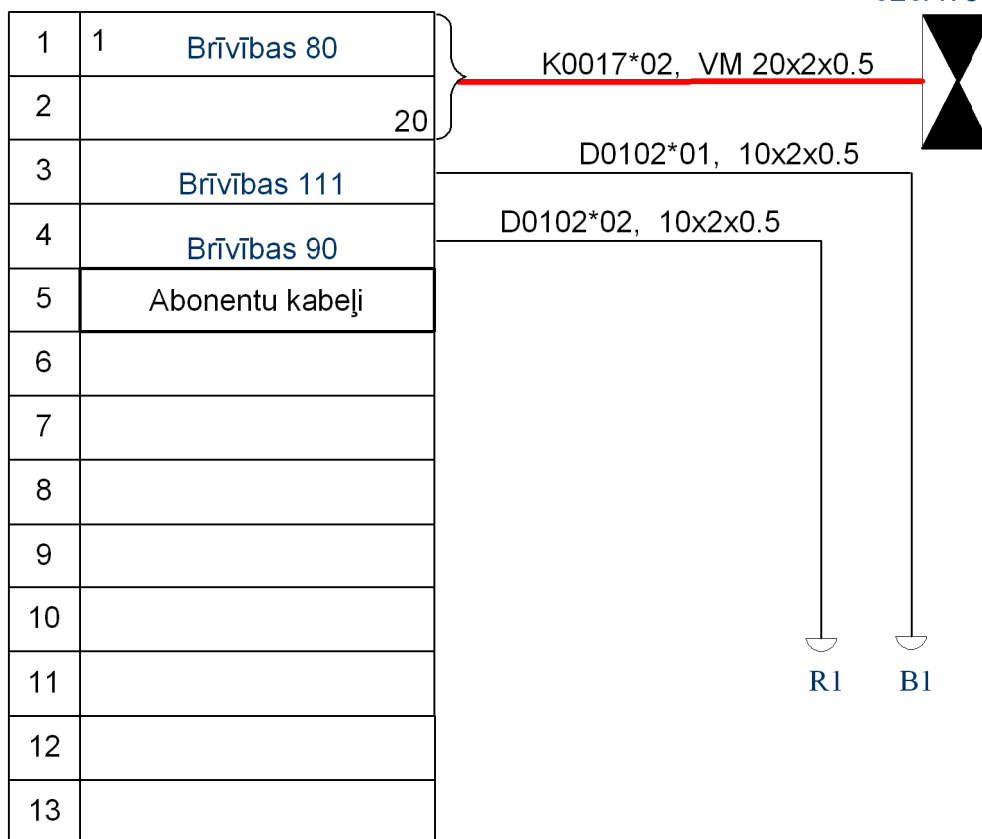 1 1 Brīvības 80
K0017*02, VM 20x2x0.5
2 20
D0102*01, 10x2x0.5
3 Brīvības 111
D0102*02, 10x2x0.5
4 Brīvības 90
5 Abonentu kabeļi
6
7
8
9
10
11 R1 B1
12
13